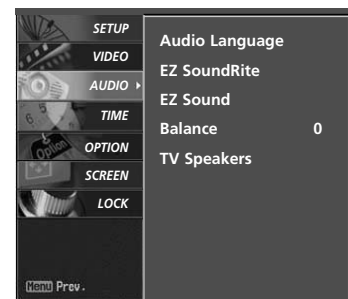 SETUP
VIDEO
AUDIO
TIME
OPTION
SCREEN
LOCK
Menu Prev.
Audio Language
EZ SoundRite
EZ Sound
Balance 0
TV Speakers